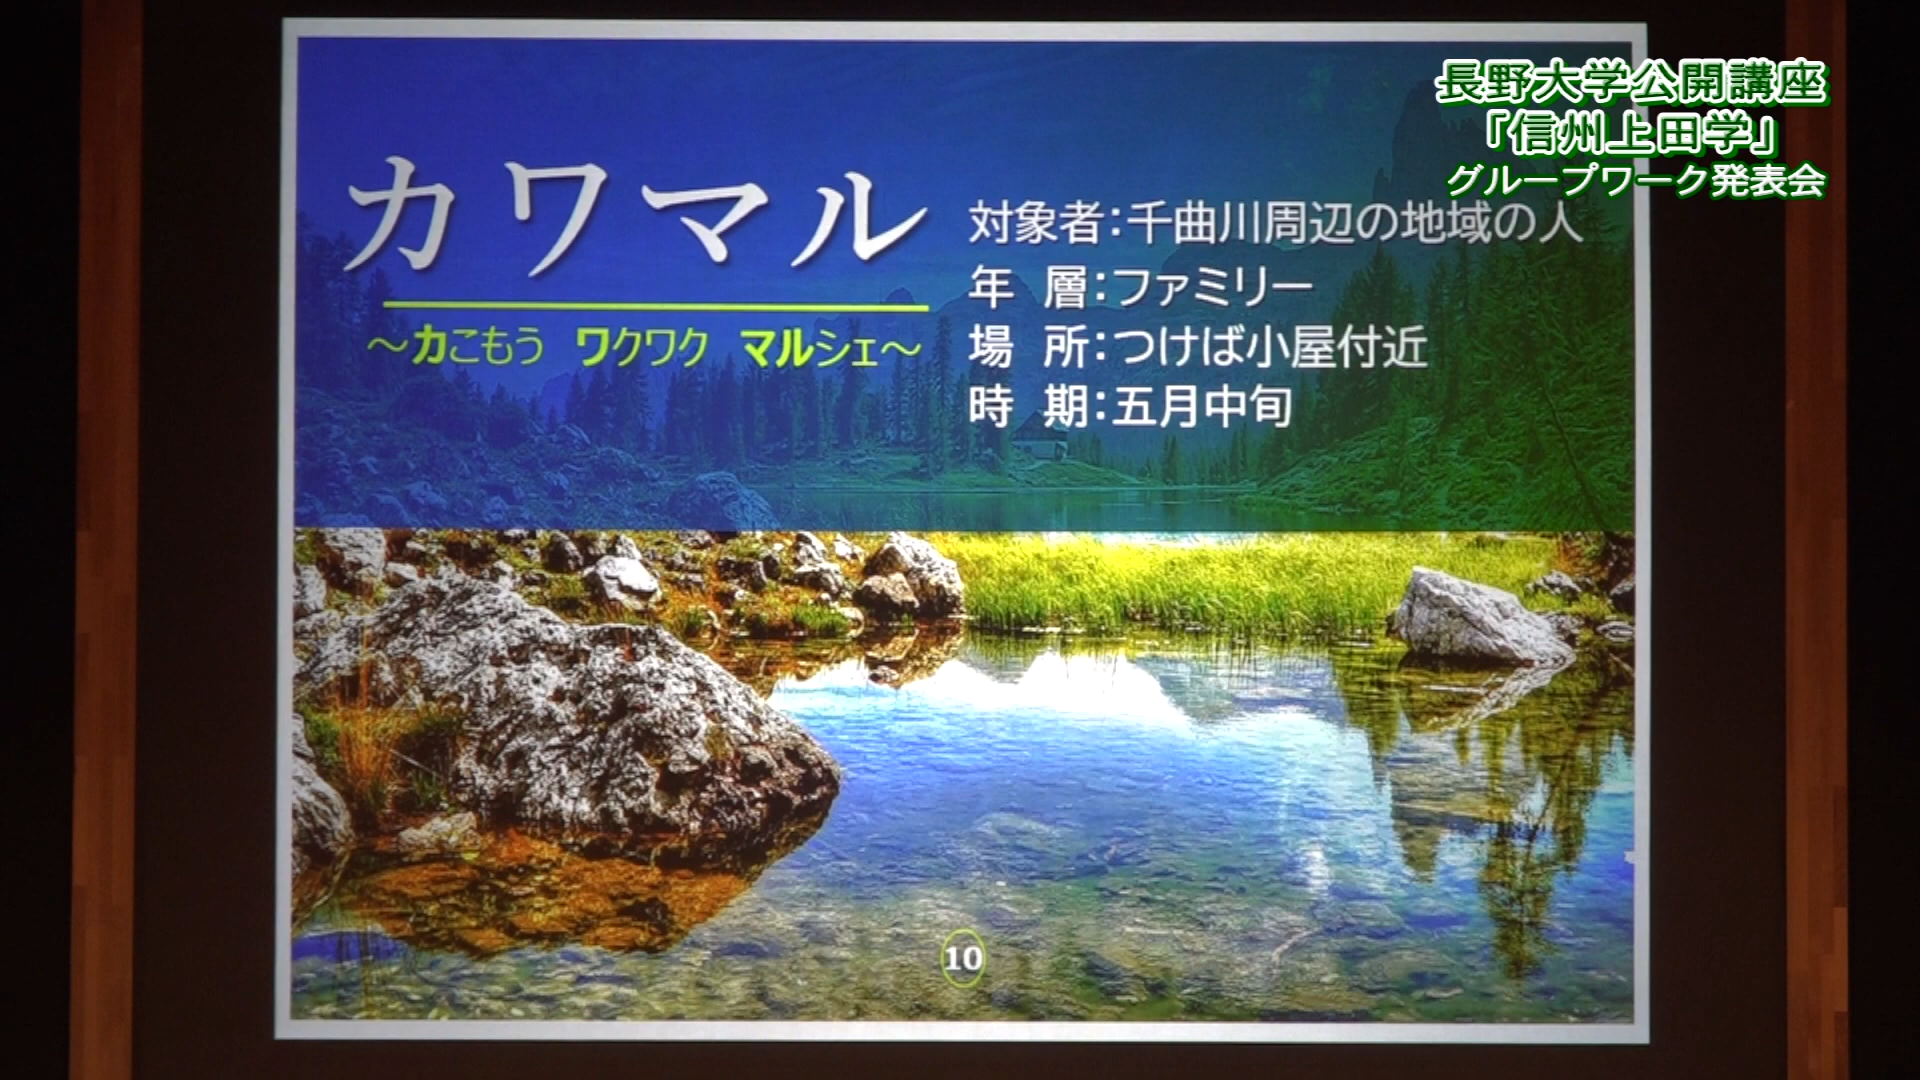 長野大学公開講座
「信州上田学」
グループワーク発表会
カワマル
～カこもう ワクワク マルシェ～
対象者：千曲川周辺の地域の人
年 層：ファミリー
場 所：つけば小屋付近
時 期：五月中旬
10